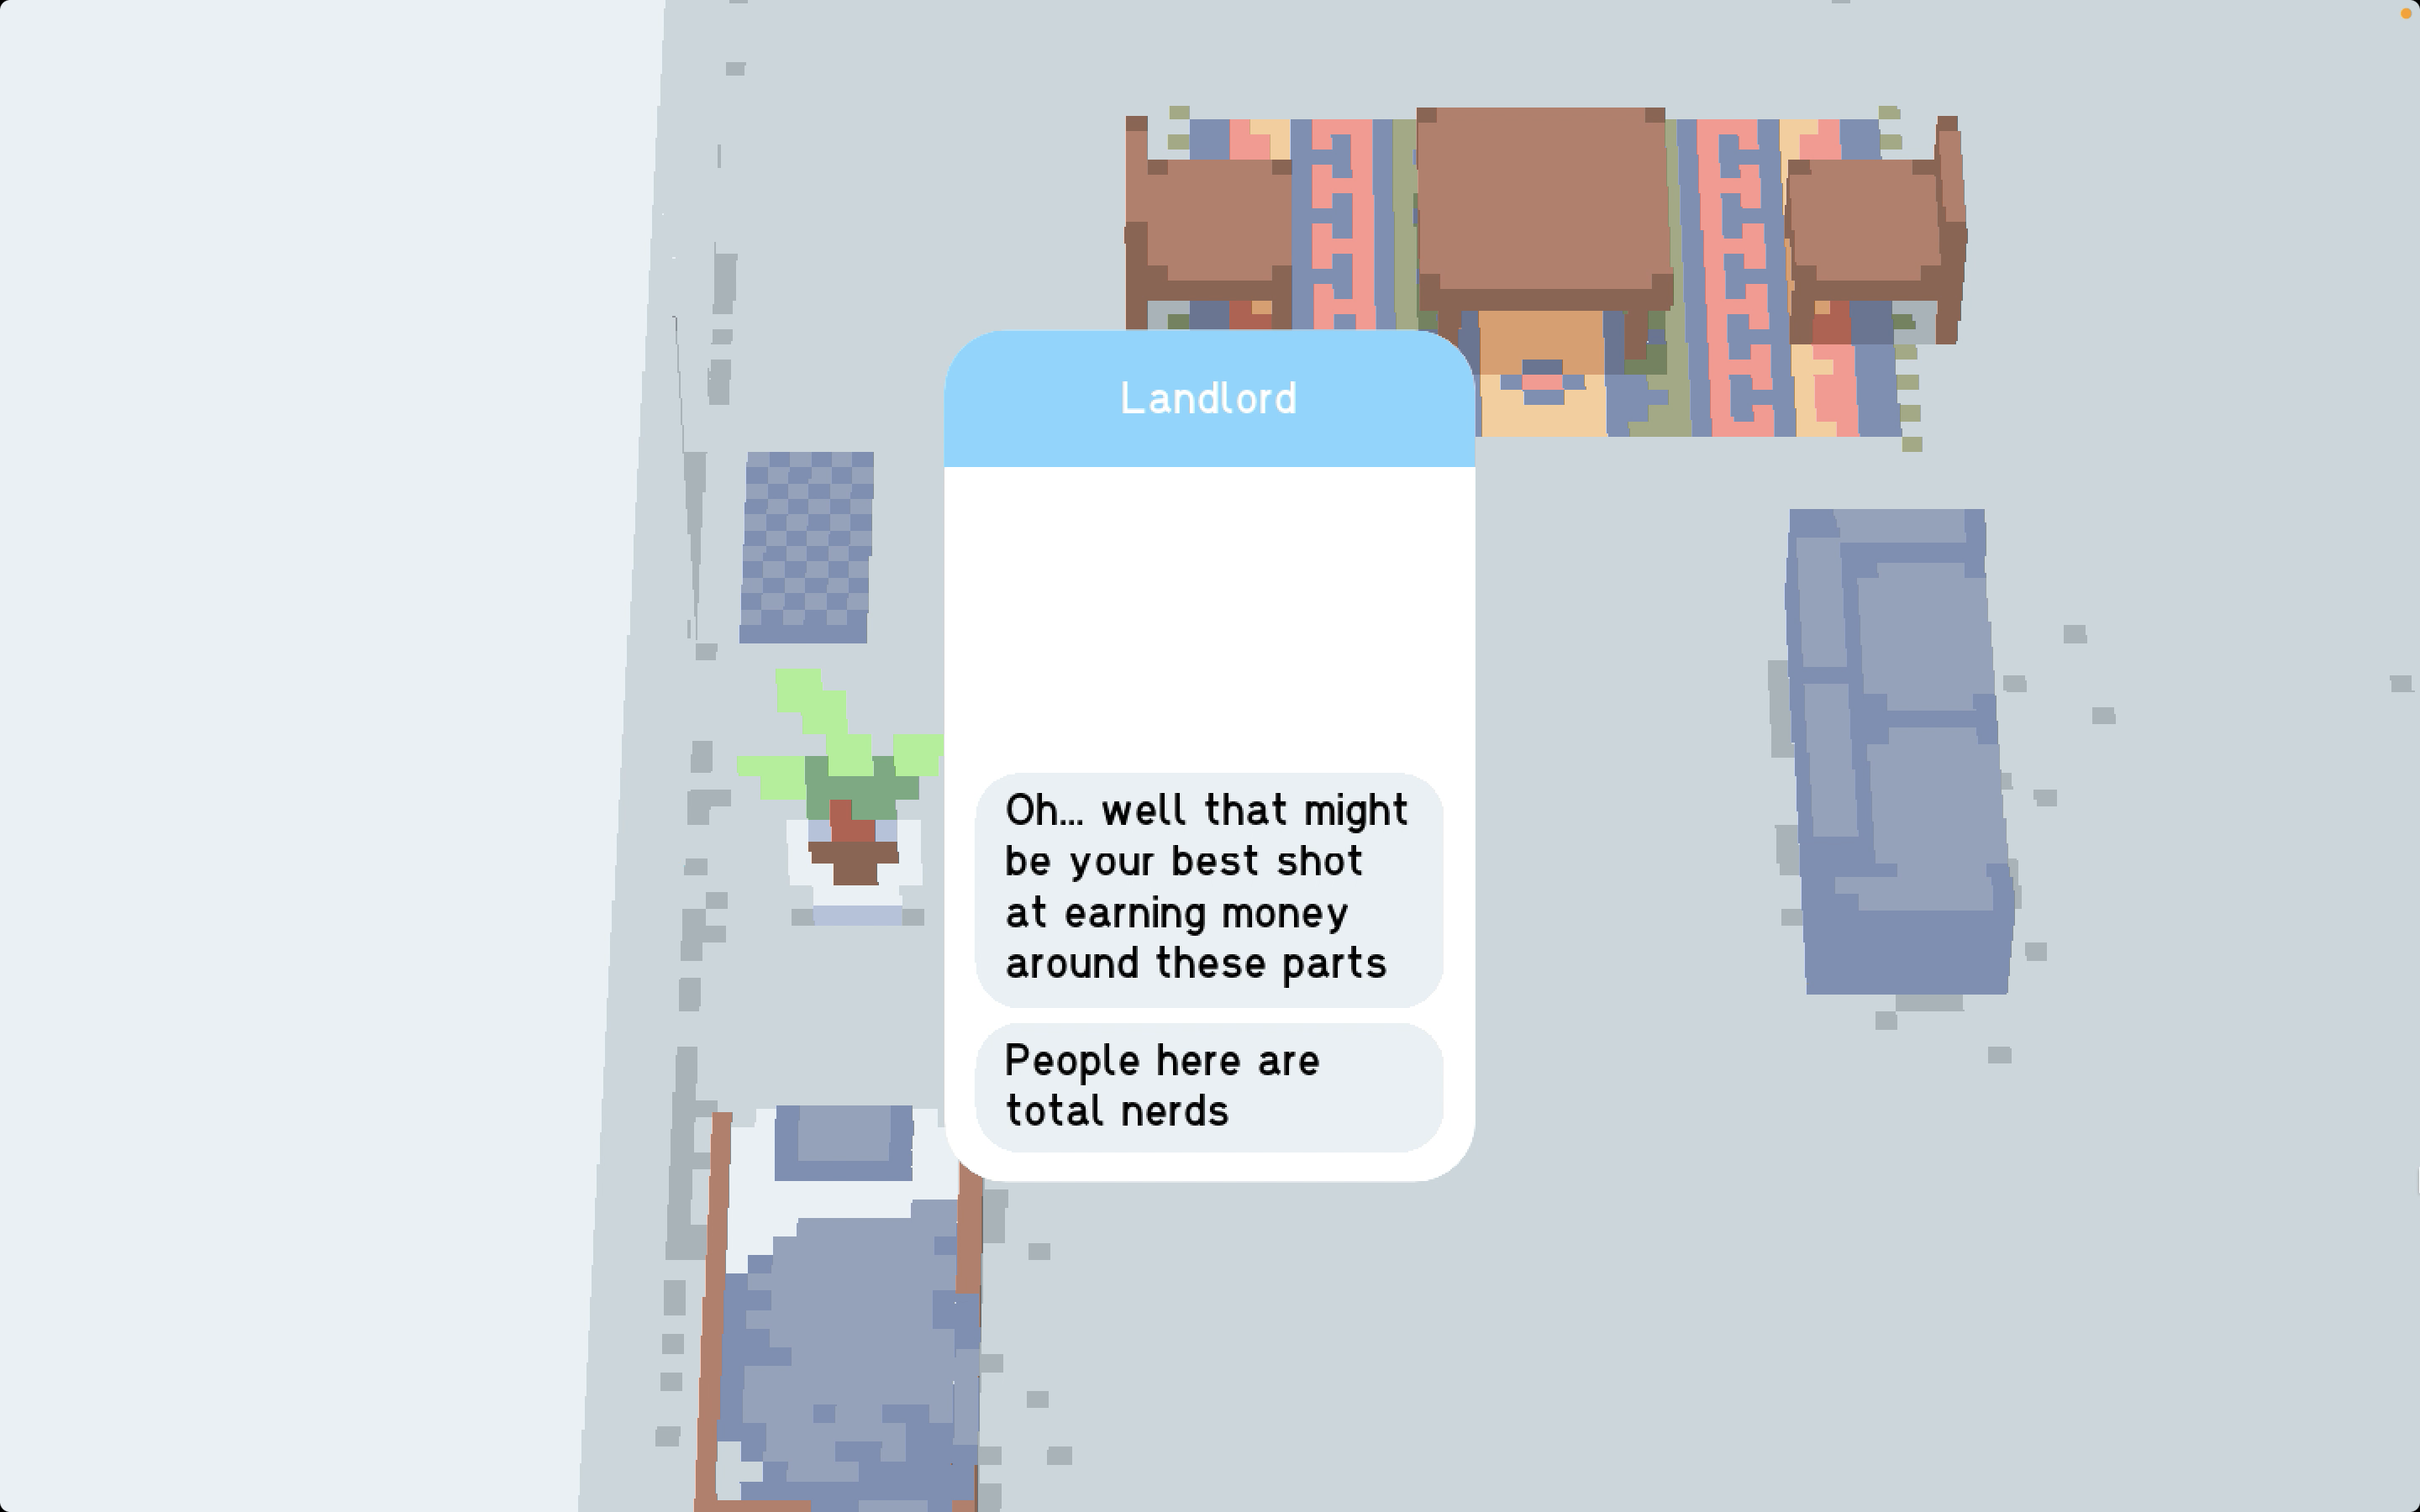 Landlord
Oh... well that might
be your best shot
at earning money
around these parts
People here are
total nerds